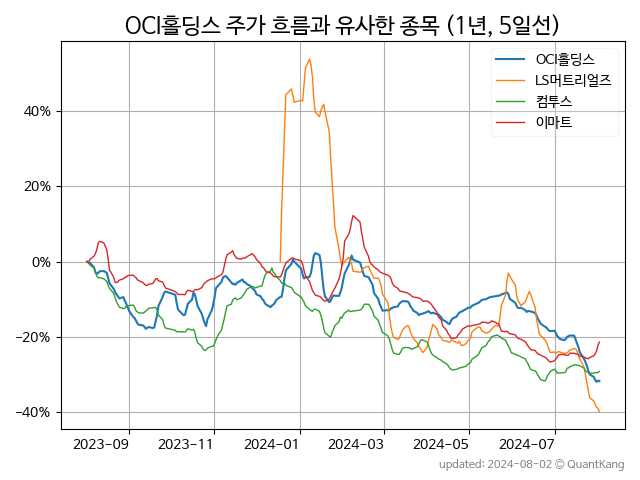 OCI홀딩스 주가 흐름과 유사한 종목 (1년, 5일선)
OCI홀딩스
LS머트리얼즈
컴투스
이마트
40%
20%
0%
−20%
−40%
2023-09 2023-11 2024-01 2024-03 2024-05 2024-07
updated: 2024-08-02 © QuantKang